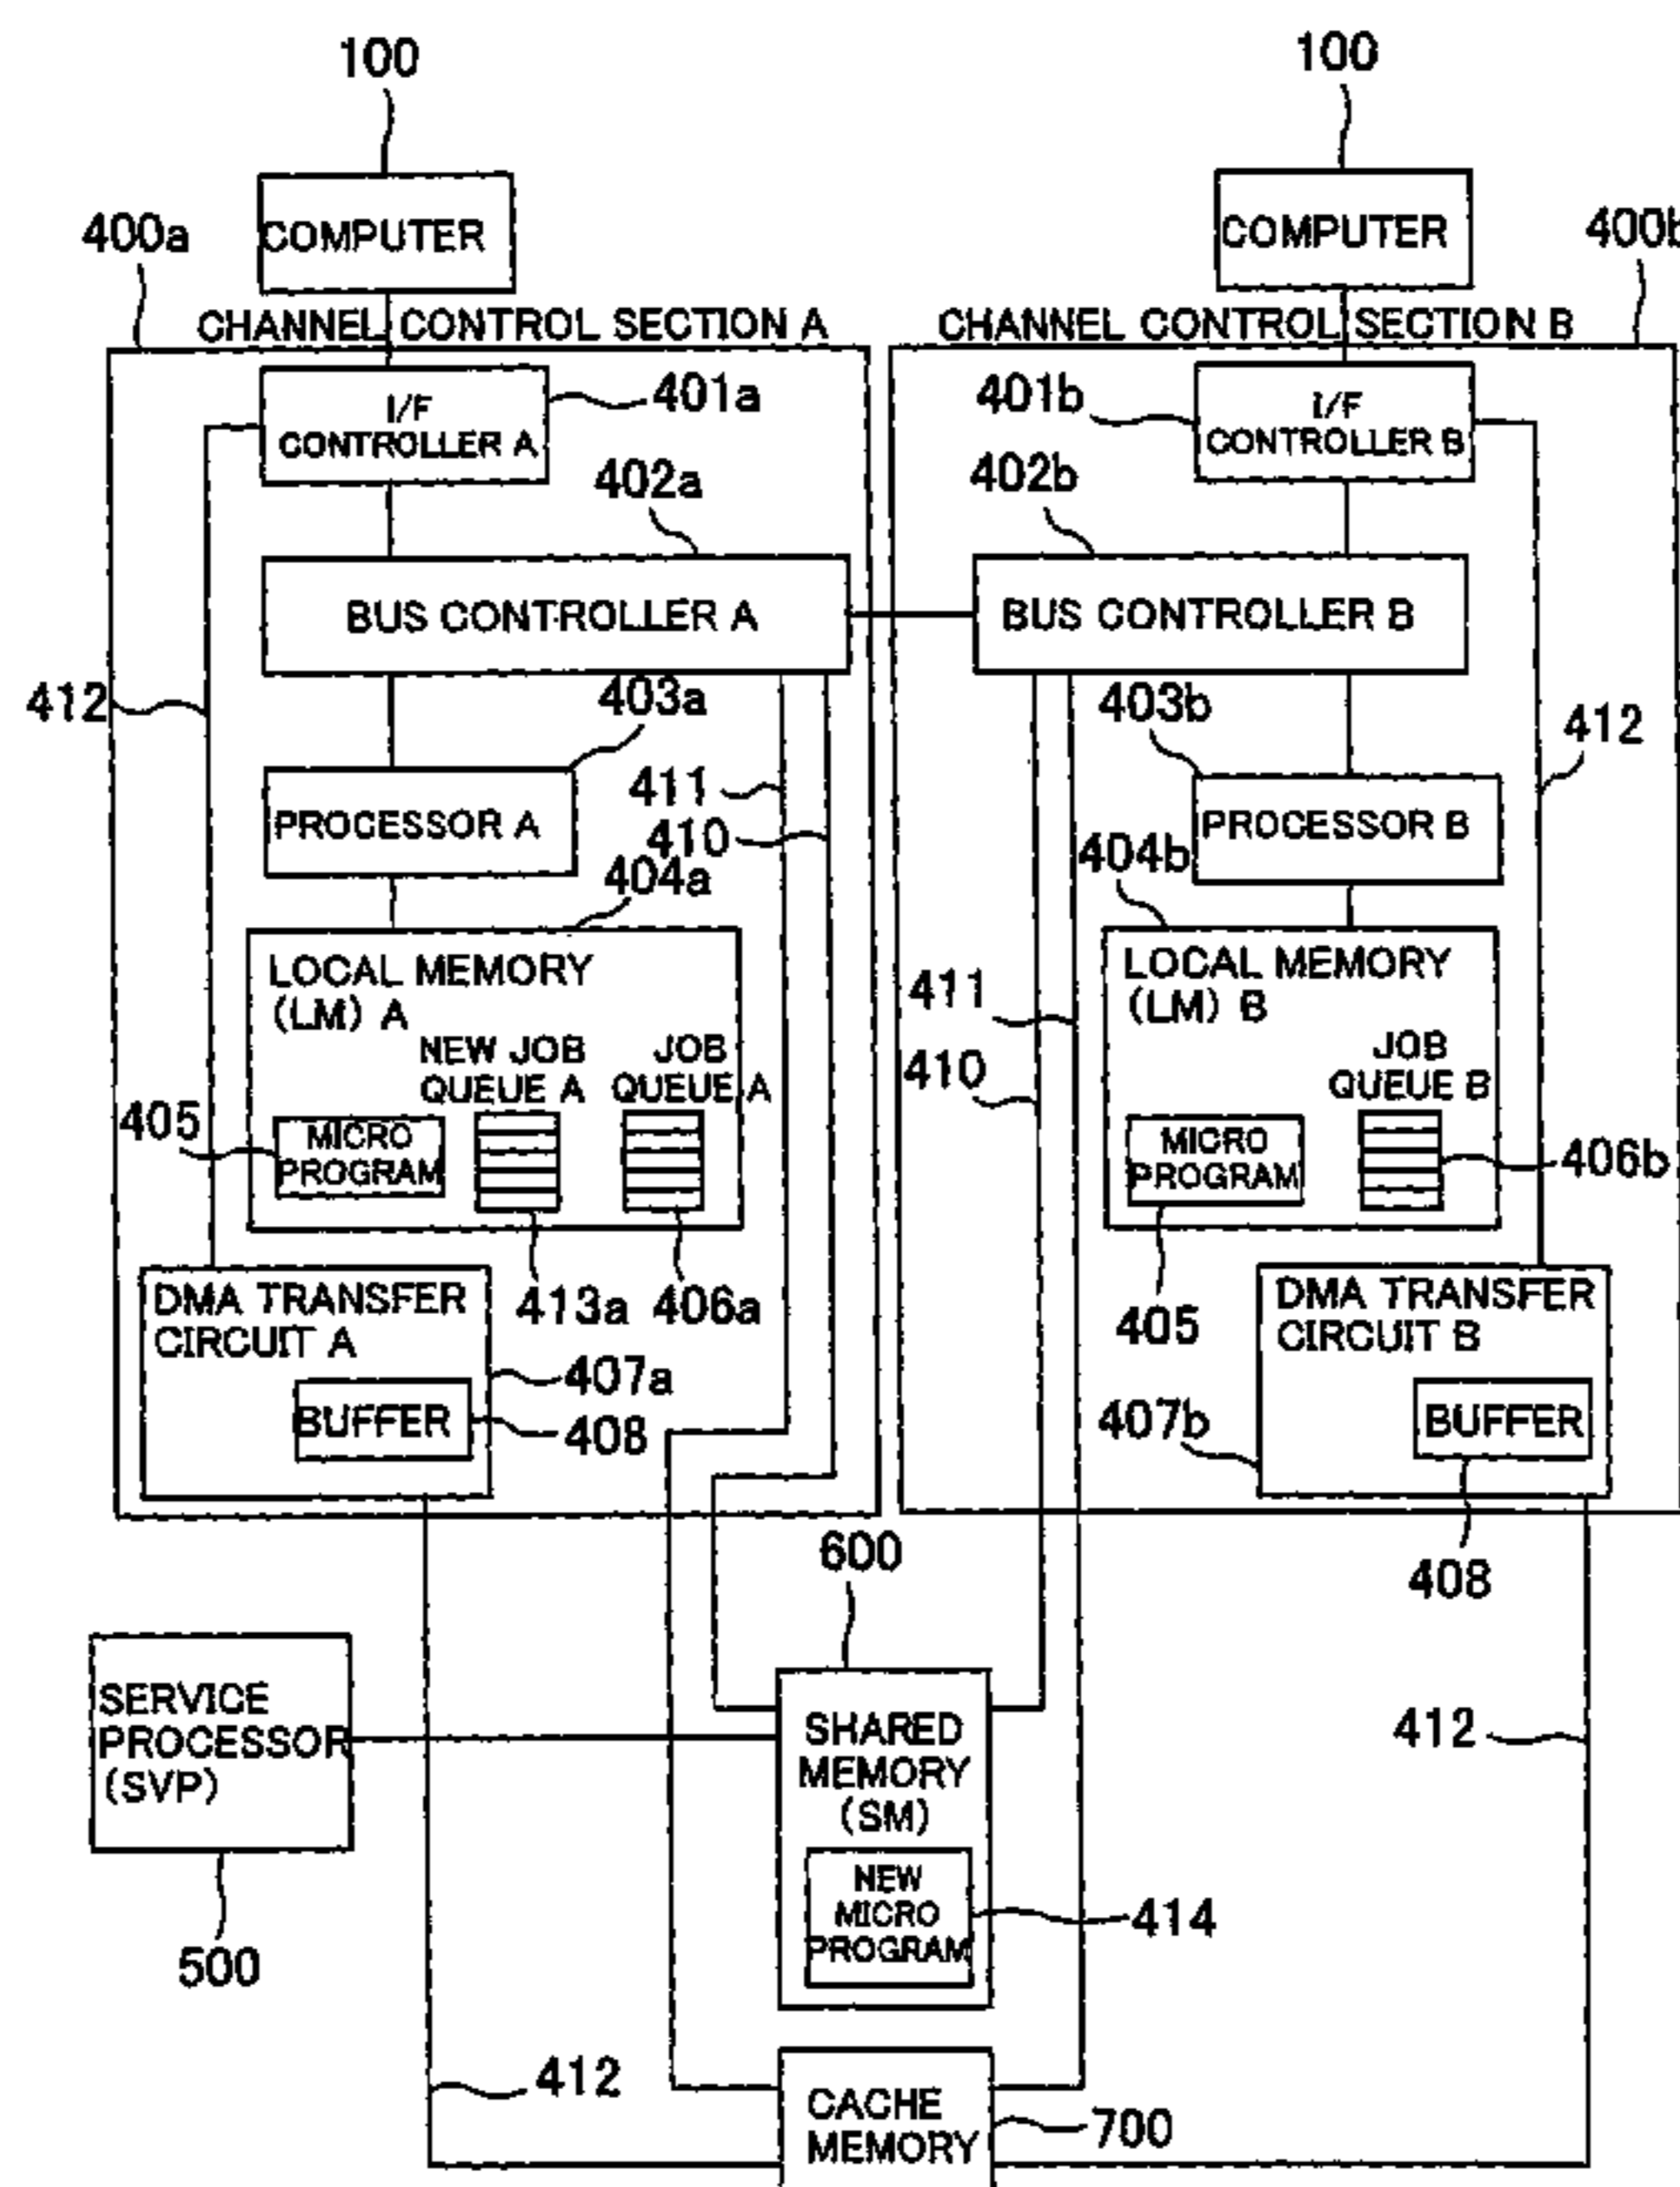 100
100
COMPUTER
COMPUTER
400a
400b
CHANNEL CONTROL SECTION A
CHANNEL CONTROL SECTION B
I/F
CONTROLLER A
401a
401b
I/F
CONTROLLER B
402a
402b
BUS CONTROLLER A
BUS CONTROLLER B
412
403a
403b
412
411
410
PROCESSOR A
PROCESSOR B
404a
404b
LOCAL MEMORY
(LM) A
LOCAL MEMORY
(LM) B
411
410
NEW JOB
QUEUE A
JOB
QUEUE A
JOB
QUEUE B
405
MICRO
PROGRAM
MICRO
PROGRAM
406b
413a
406a
405
DMA TRANSFER
CIRCUIT A
DMA TRANSFER
CIRCUIT B
407a
BUFFER
408
407b
BUFFER
408
600
SERVICE
PROCESSOR
(SVP)
500
SHARED
MEMORY
(SM)
412
NEW
MICRO
PROGRAM
414
412
CACHE
MEMORY
700